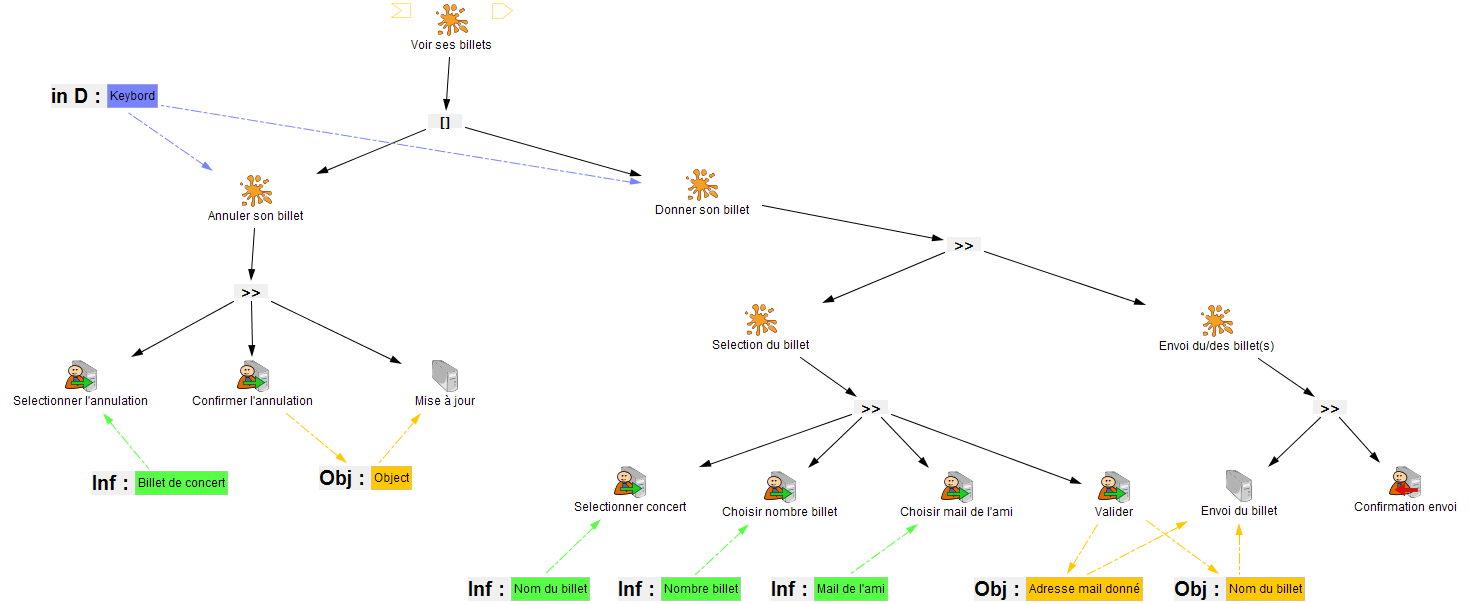 Voir ses billets
in D : Keybord
[]
Annuler son billet
Donner son billet
>>
>>
Selection du billet
Envoi du/des billet(s)
Selectionner l'annulation
Confirmer l'annulation
Mise à jour
>>
>>
Inf : Billet de concert
Obj : Object
Selectionner concert
Choisir nombre billet
Choisir mail de l'ami
Valider
Envoi du billet
Confirmation envoi
Inf : Nom du billet
Inf : Nombre billet
Inf : Mail de l'ami
Obj : Adresse mail donné
Obj : Nom du billet